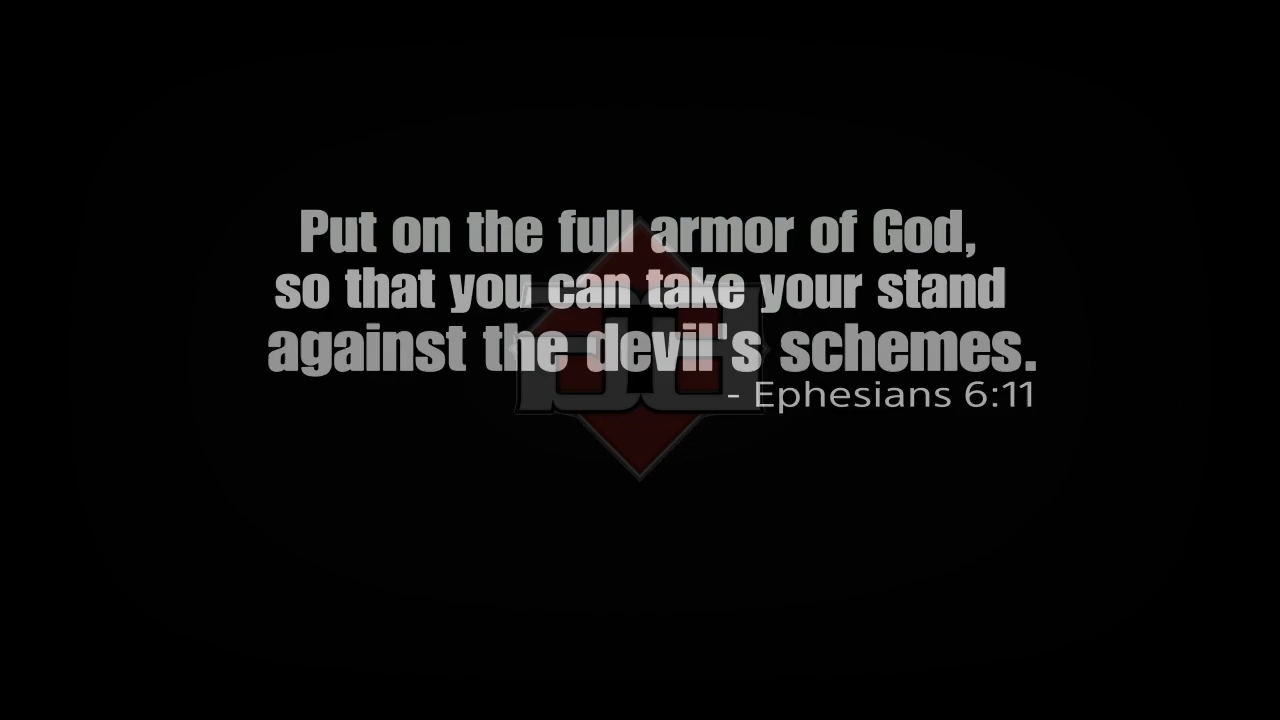 Put on the full armor of God,
so that you can take your stand
against the devil's schemes.
- Ephesians 6:11